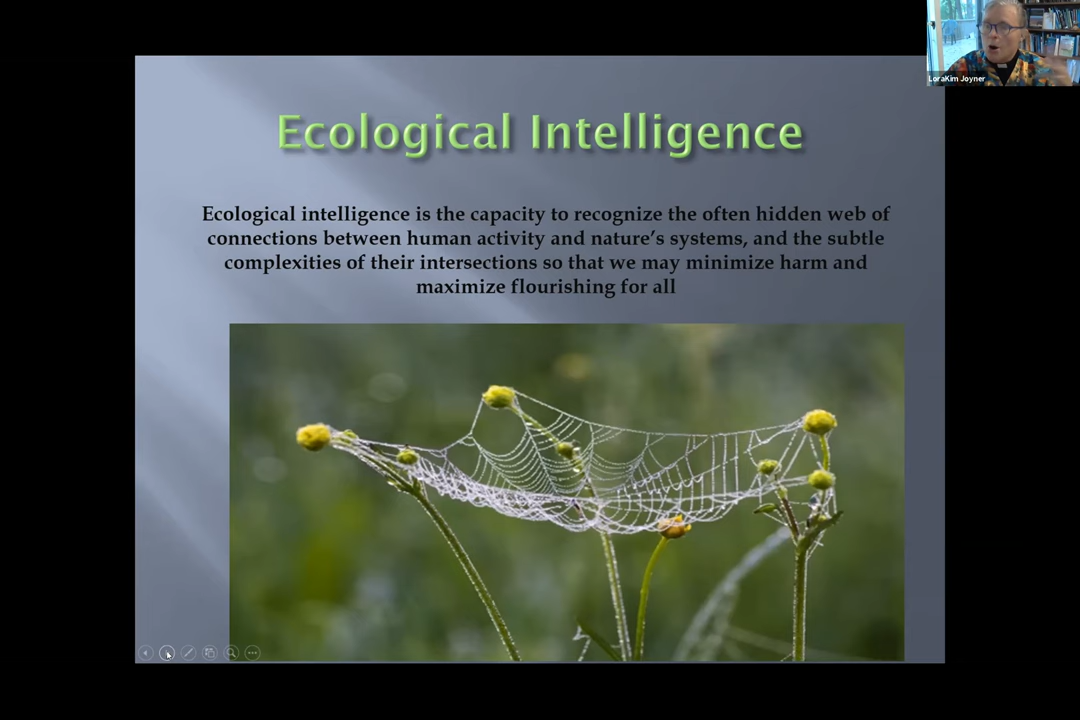 LoraKim Joyner
Ecological Intelligence
Ecological intelligence is the capacity to recognize the often hidden web of
connections between human activity and nature’s systems, and the subtle
complexities of their intersections so that we may minimize harm and
maximize flourishing for all